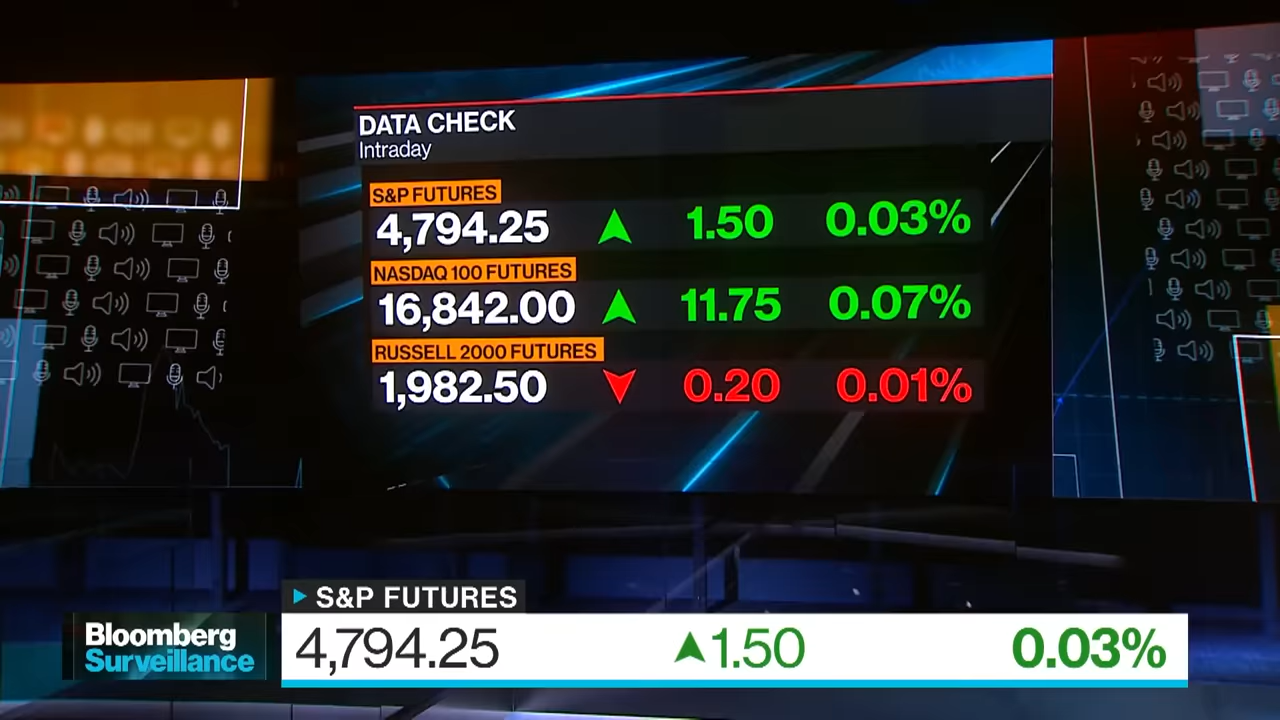 DATA CHECK
Intraday
S&P FUTURES
4,794.25 ▲ 1.50 0.03%
NASDAQ 100 FUTURES
16,842.00 ▲ 11.75 0.07%
RUSSELL 2000 FUTURES
1,982.50 ▼ 0.20 0.01%
▶ S&P FUTURES
Bloomberg
Surveillance
4,794.25 ▲1.50 0.03%